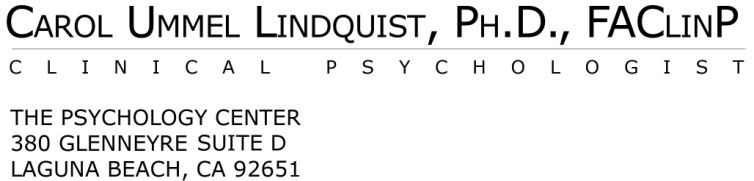 Carol Ummel Lindquist, Ph.D., FAClinP
CLINICAL PSYCHOLOGIST
THE PSYCHOLOGY CENTER
380 GLENNEYRE SUITE D
LAGUNA BEACH, CA 92651